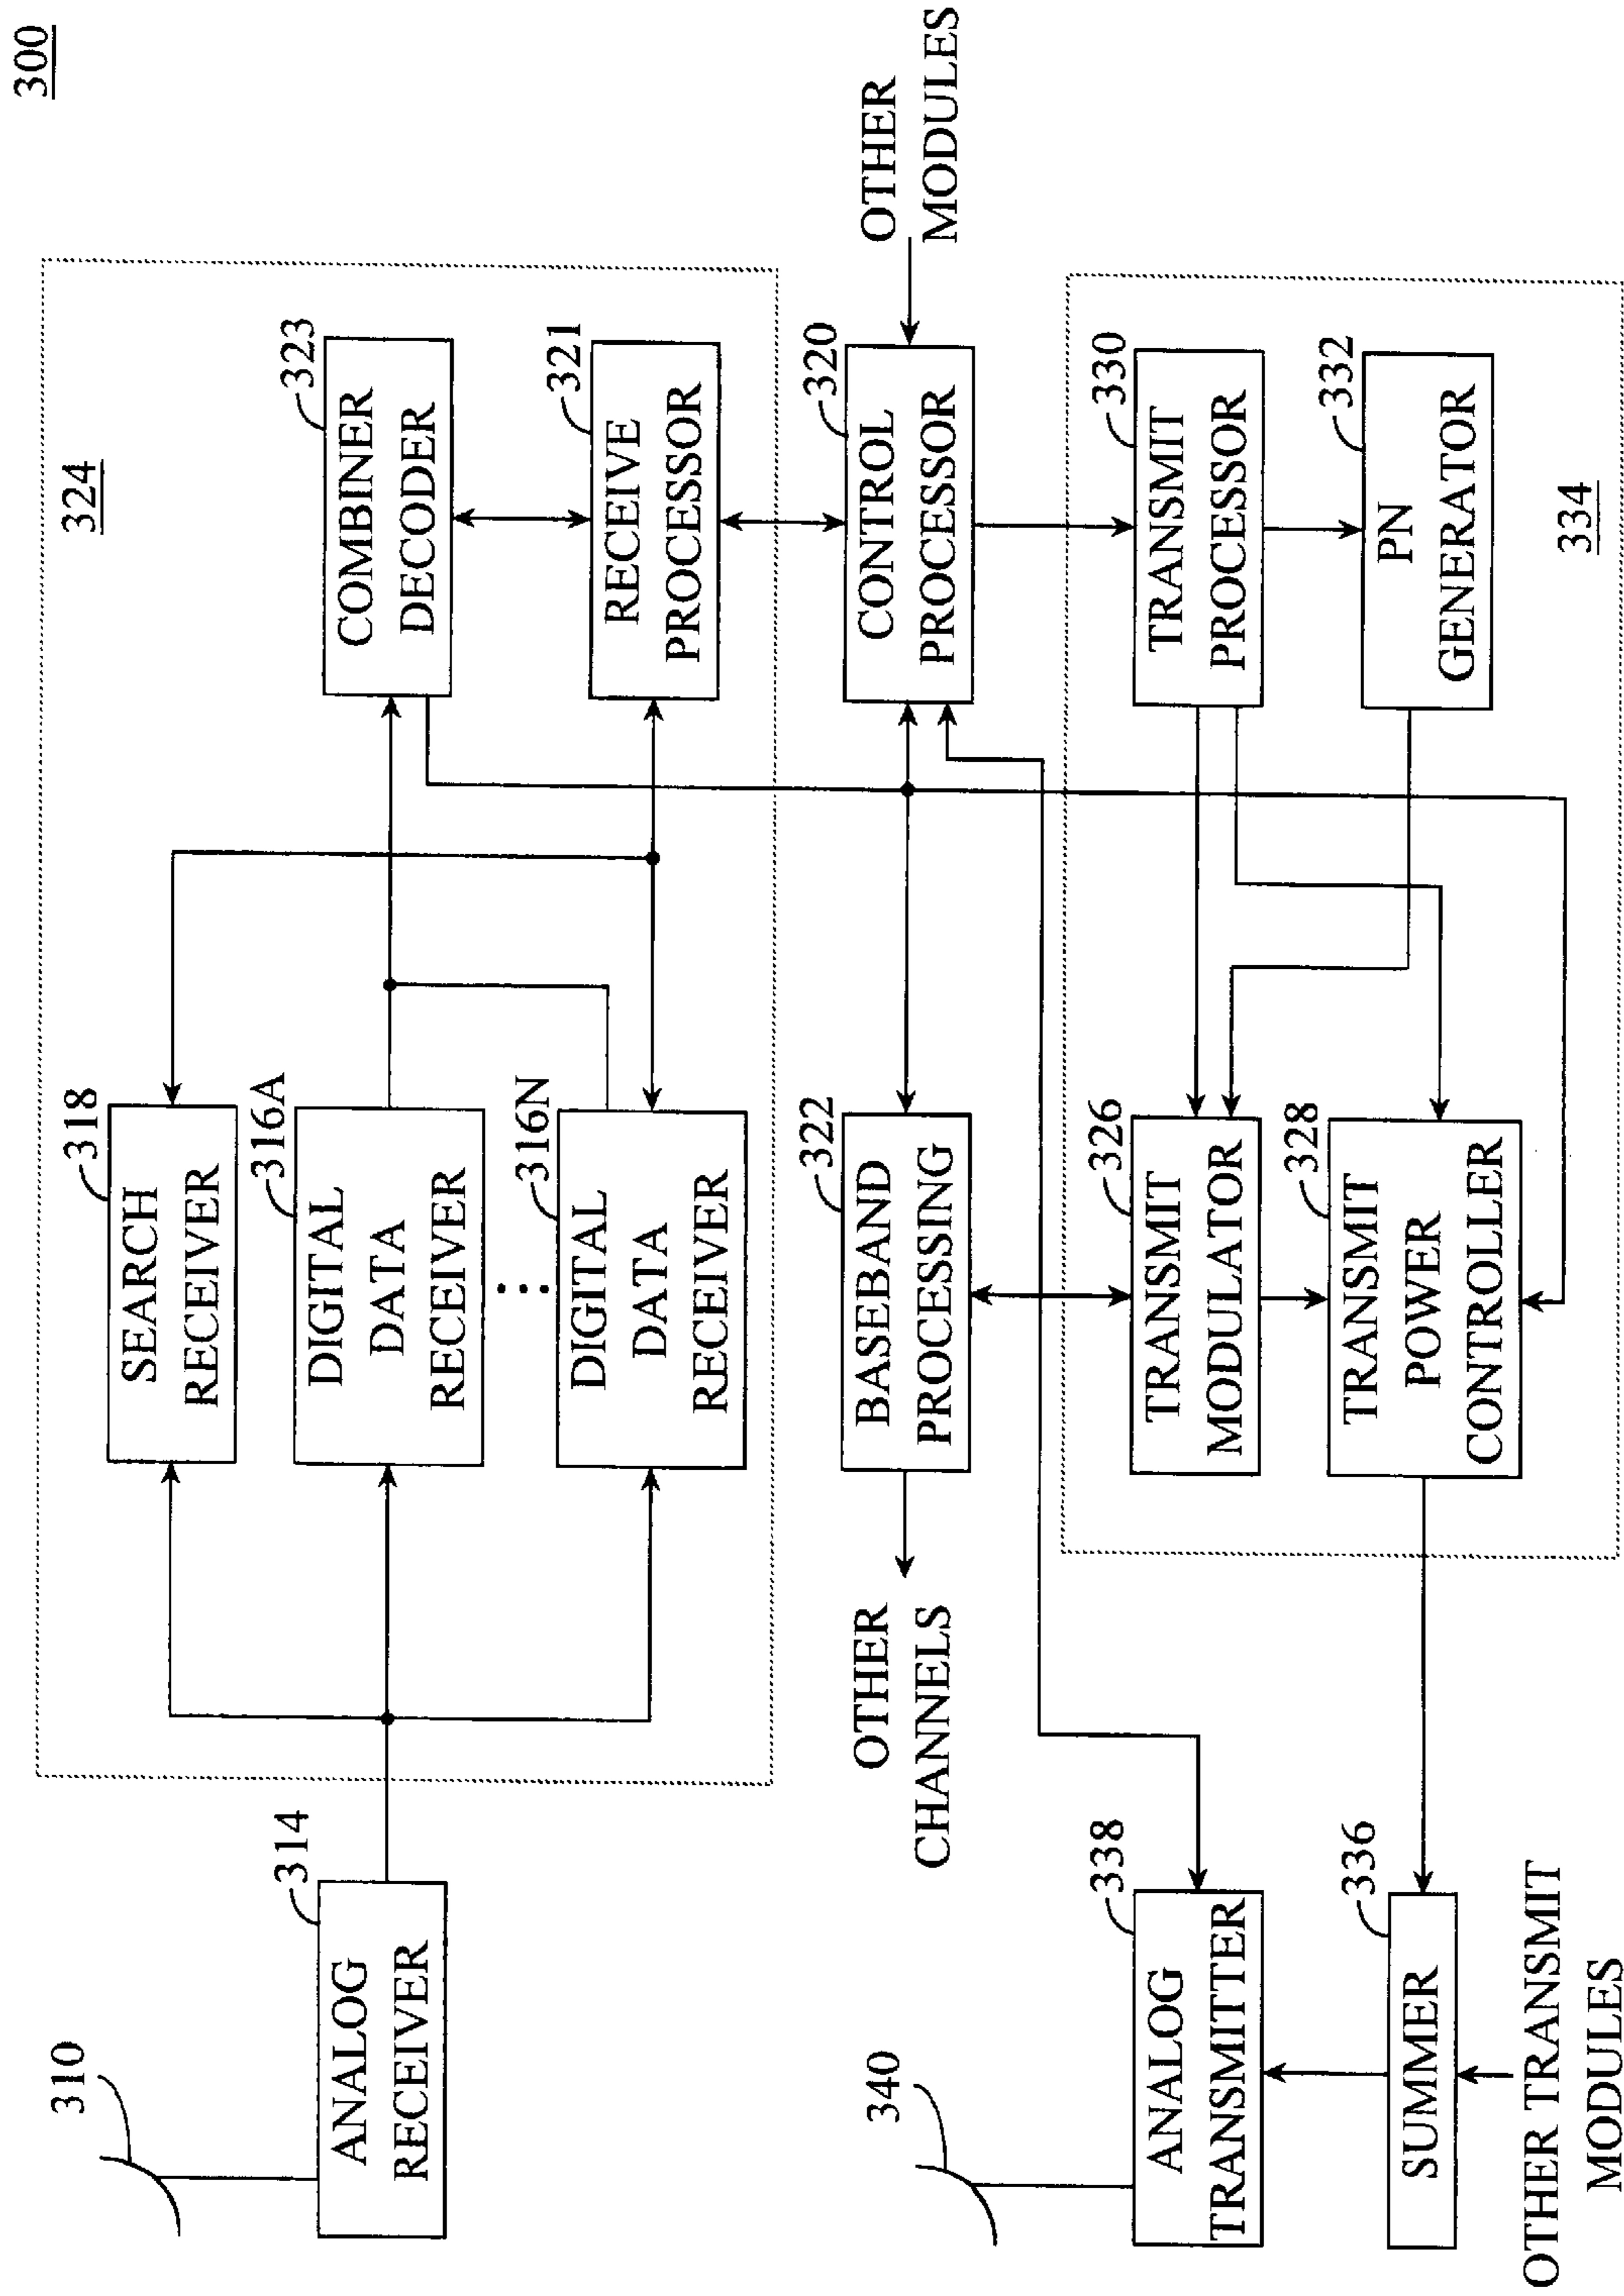 300
324
310
314
ANALOG
RECEIVER
318
SEARCH
RECEIVER
316A
DIGITAL
DATA
RECEIVER
316N
DIGITAL
DATA
RECEIVER
323
COMBINER
DECODER
321
RECEIVE
PROCESSOR
OTHER
CHANNELS
322
BASEBAND
PROCESSING
320
CONTROL
PROCESSOR
OTHER
MODULES
340
338
ANALOG
TRANSMITTER
336
SUMMER
OTHER TRANSMIT
MODULES
326
TRANSMIT
MODULATOR
328
TRANSMIT
POWER
CONTROLLER
330
TRANSMIT
PROCESSOR
332
PN
GENERATOR
334